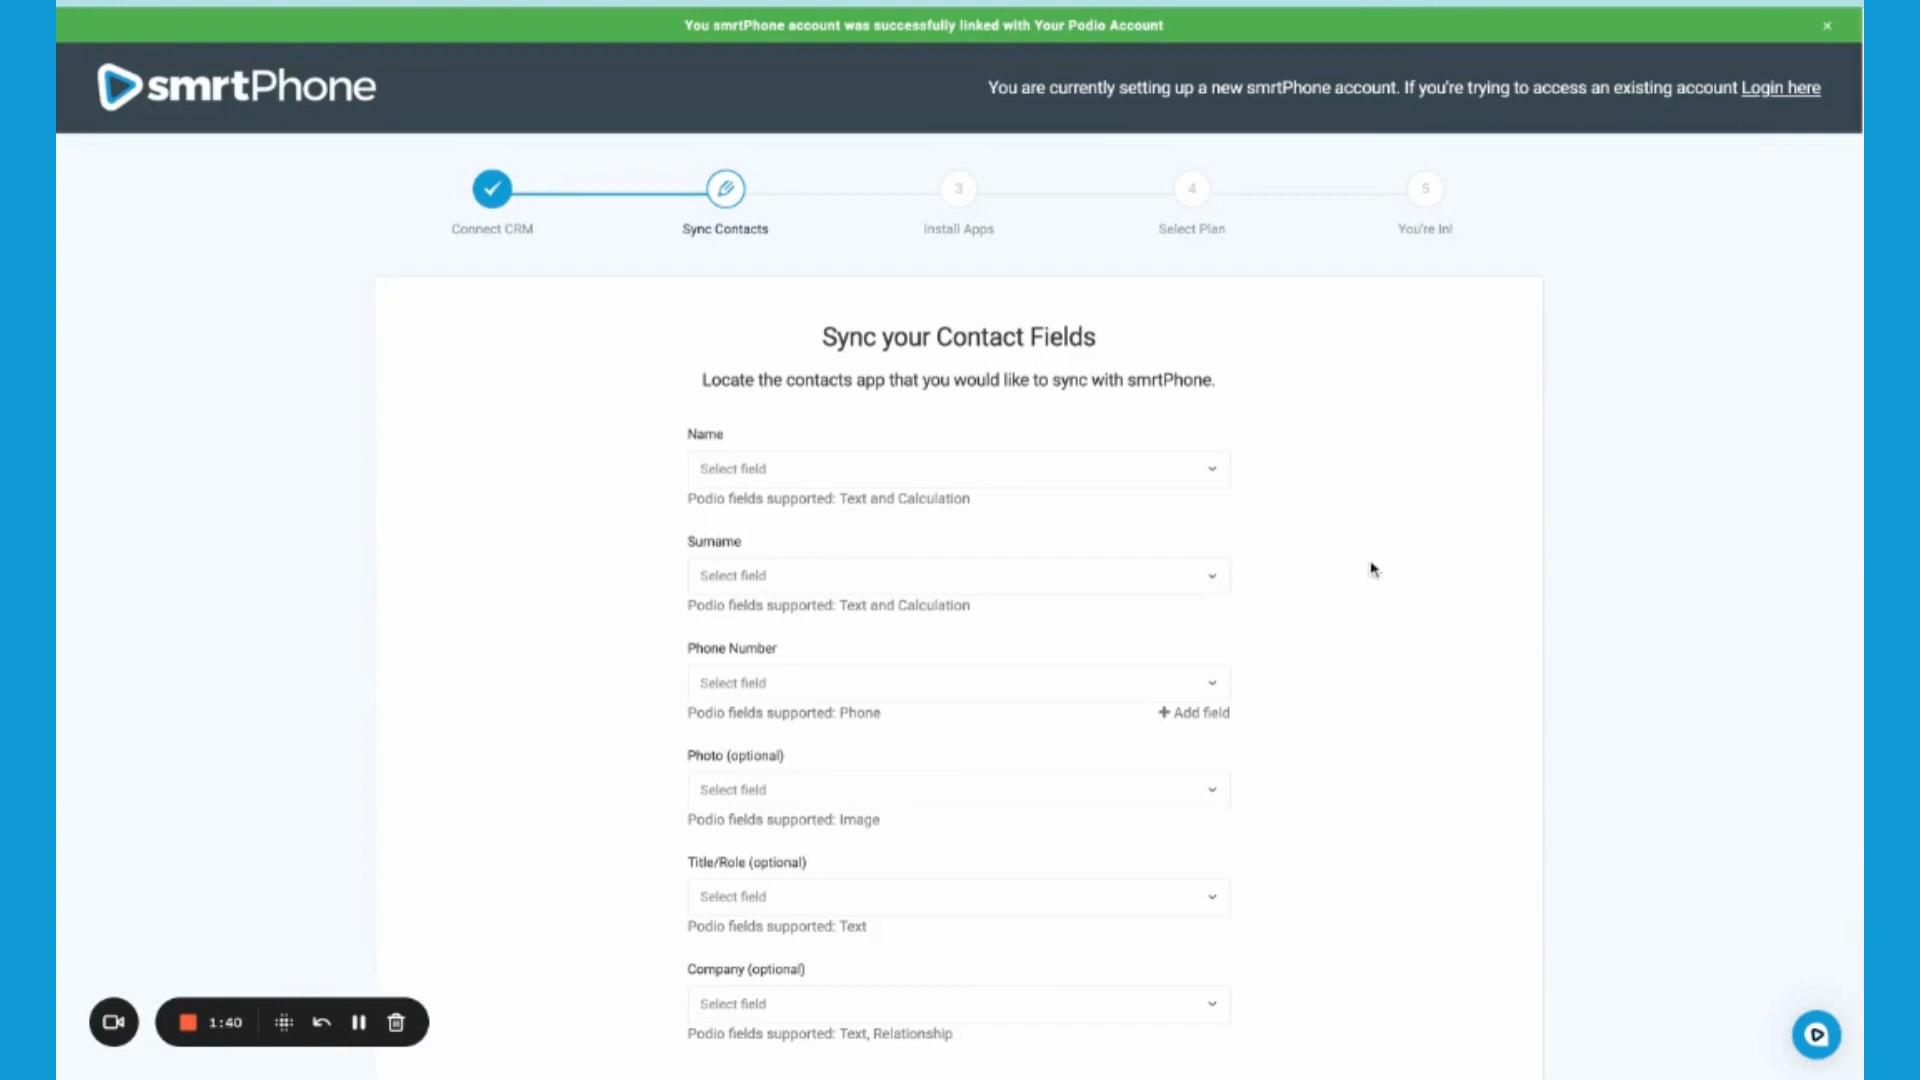 You smrtPhone account was successfully linked with Your Podio Account
×
smrtPhone
You are currently setting up a new smrtPhone account. If you're trying to access an existing account Login here
3
4
5
Connect CRM
Sync Contacts
Install Apps
Select Plan
You're In!
Sync your Contact Fields
Locate the contacts app that you would like to sync with smrtPhone.
Name
Select field
Podio fields supported: Text and Calculation
Surname
Select field
Podio fields supported: Text and Calculation
Phone Number
Select field
Podio fields supported: Phone
+ Add field
Photo (optional)
Select field
Podio fields supported: Image
Title/Role (optional)
Select field
Podio fields supported: Text
Company (optional)
Select field
Podio fields supported: Text, Relationship
1:40